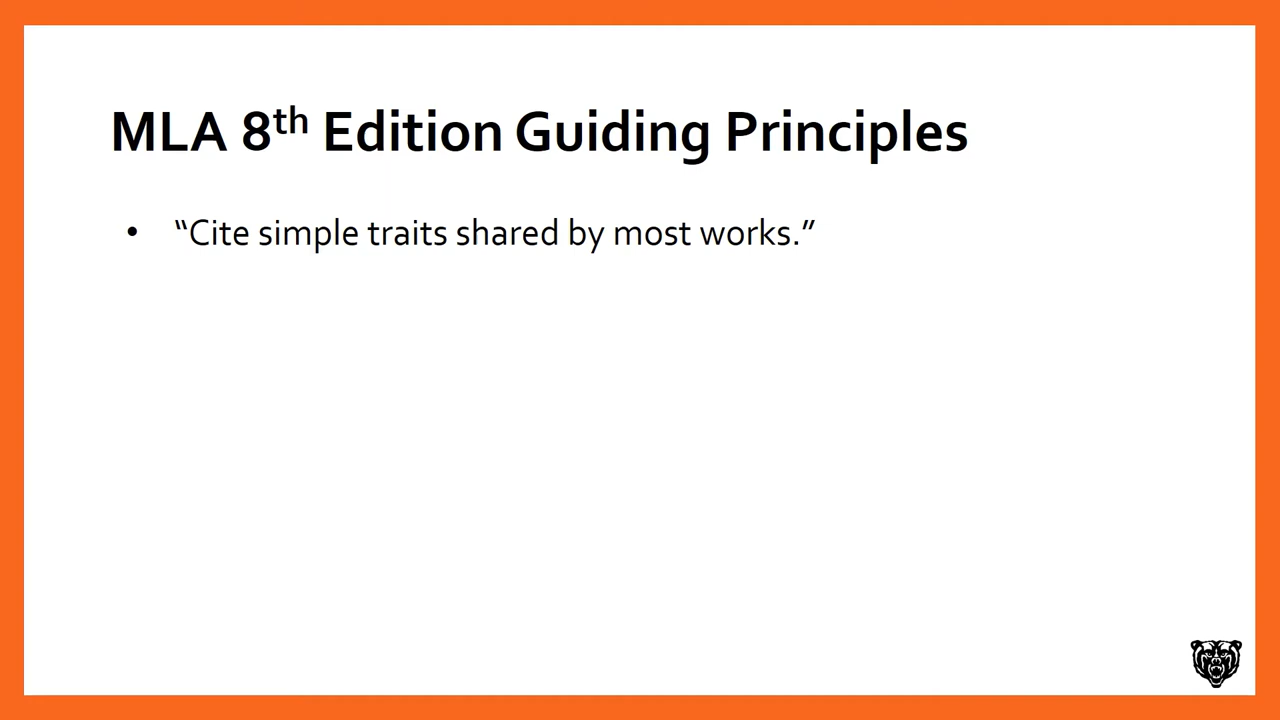 MLA 8th Edition Guiding Principles
• “Cite simple traits shared by most works.”